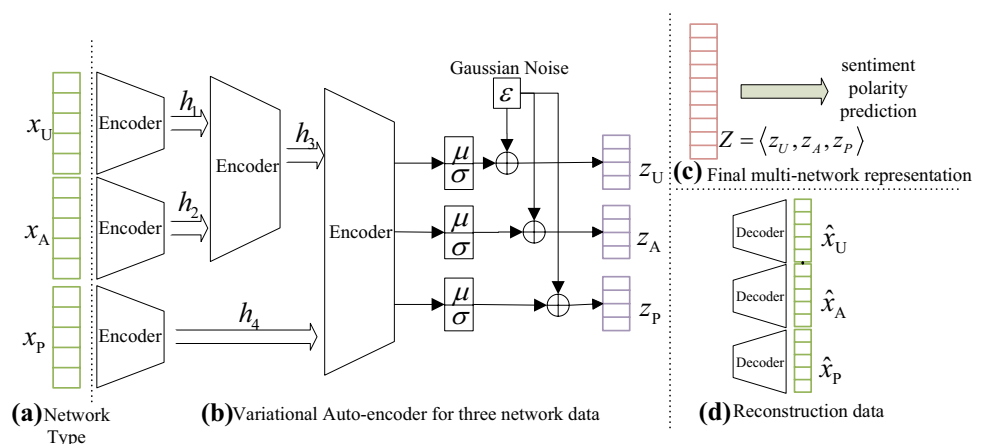 x_U
x_A
x_P
Encoder
Encoder
Encoder
h_1
h_2
h_4
Encoder
h_3
Encoder
Gaussian Noise
ε
μ
σ
μ
σ
μ
σ
z_U
z_A
z_P
(a) Network
Type
(b) Variational Auto-encoder for three network data
sentiment
polarity
prediction
Z = ⟨z_U, z_A, z_P⟩
(c) Final multi-network representation
Decoder
x̂_U
Decoder
x̂_A
Decoder
x̂_P
(d) Reconstruction data